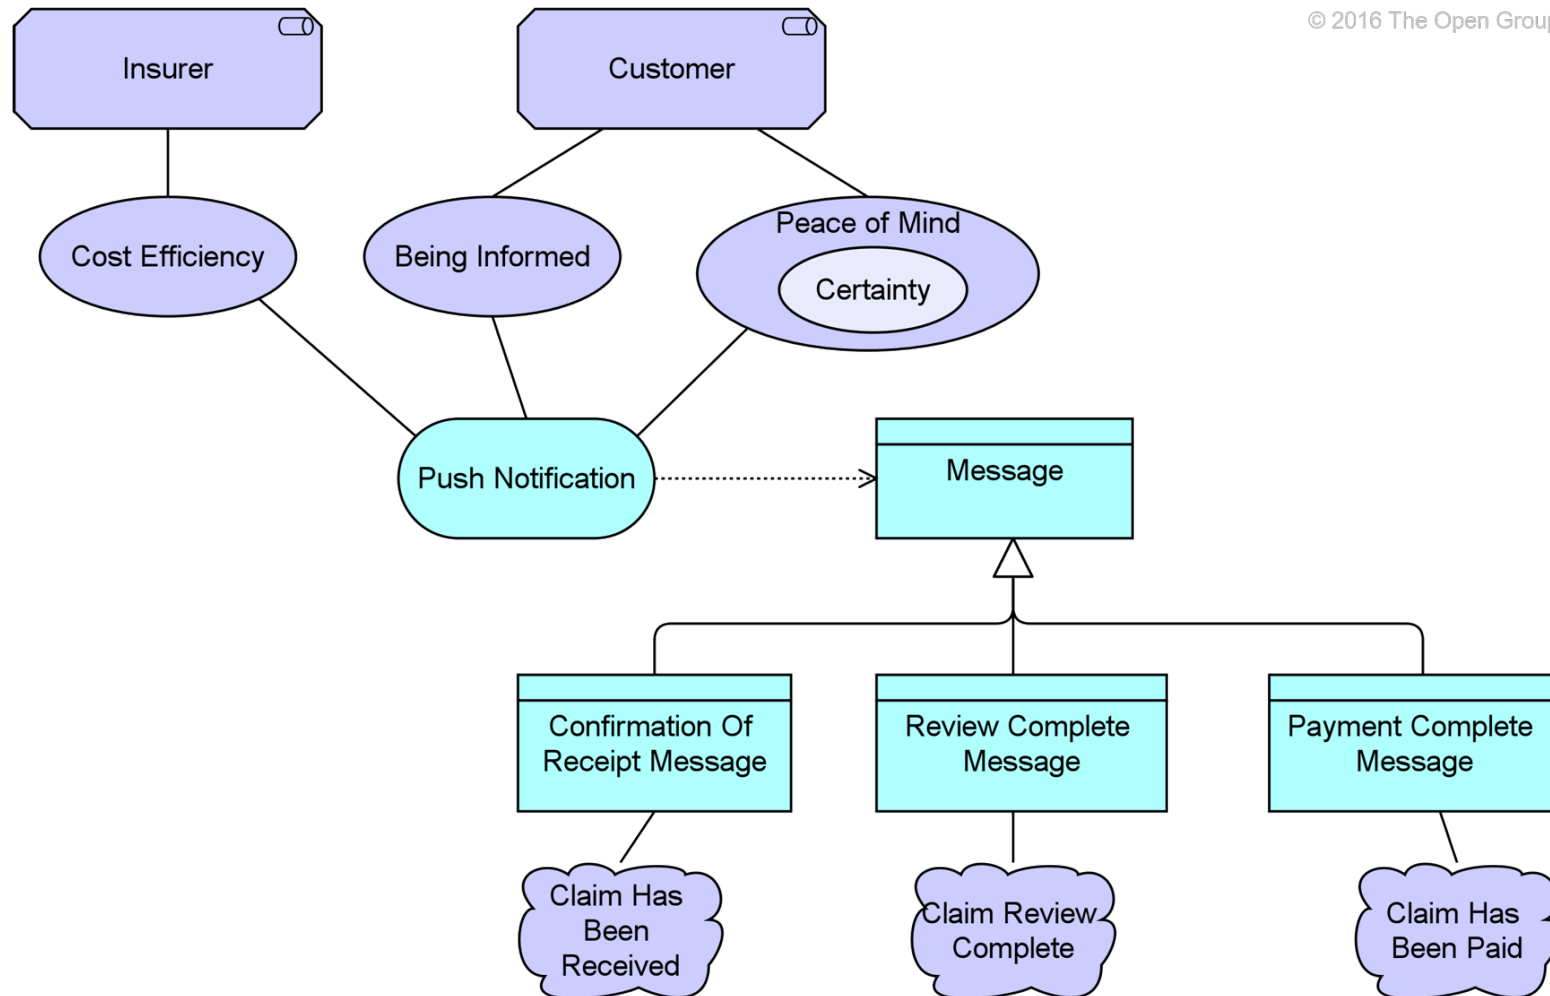 © 2016 The Open Group
Insurer
Customer
Cost Efficiency
Being Informed
Peace of Mind
Certainty
Push Notification
Message
Confirmation Of
Receipt Message
Review Complete
Message
Payment Complete
Message
Claim Has
Been
Received
Claim Review
Complete
Claim Has
Been Paid